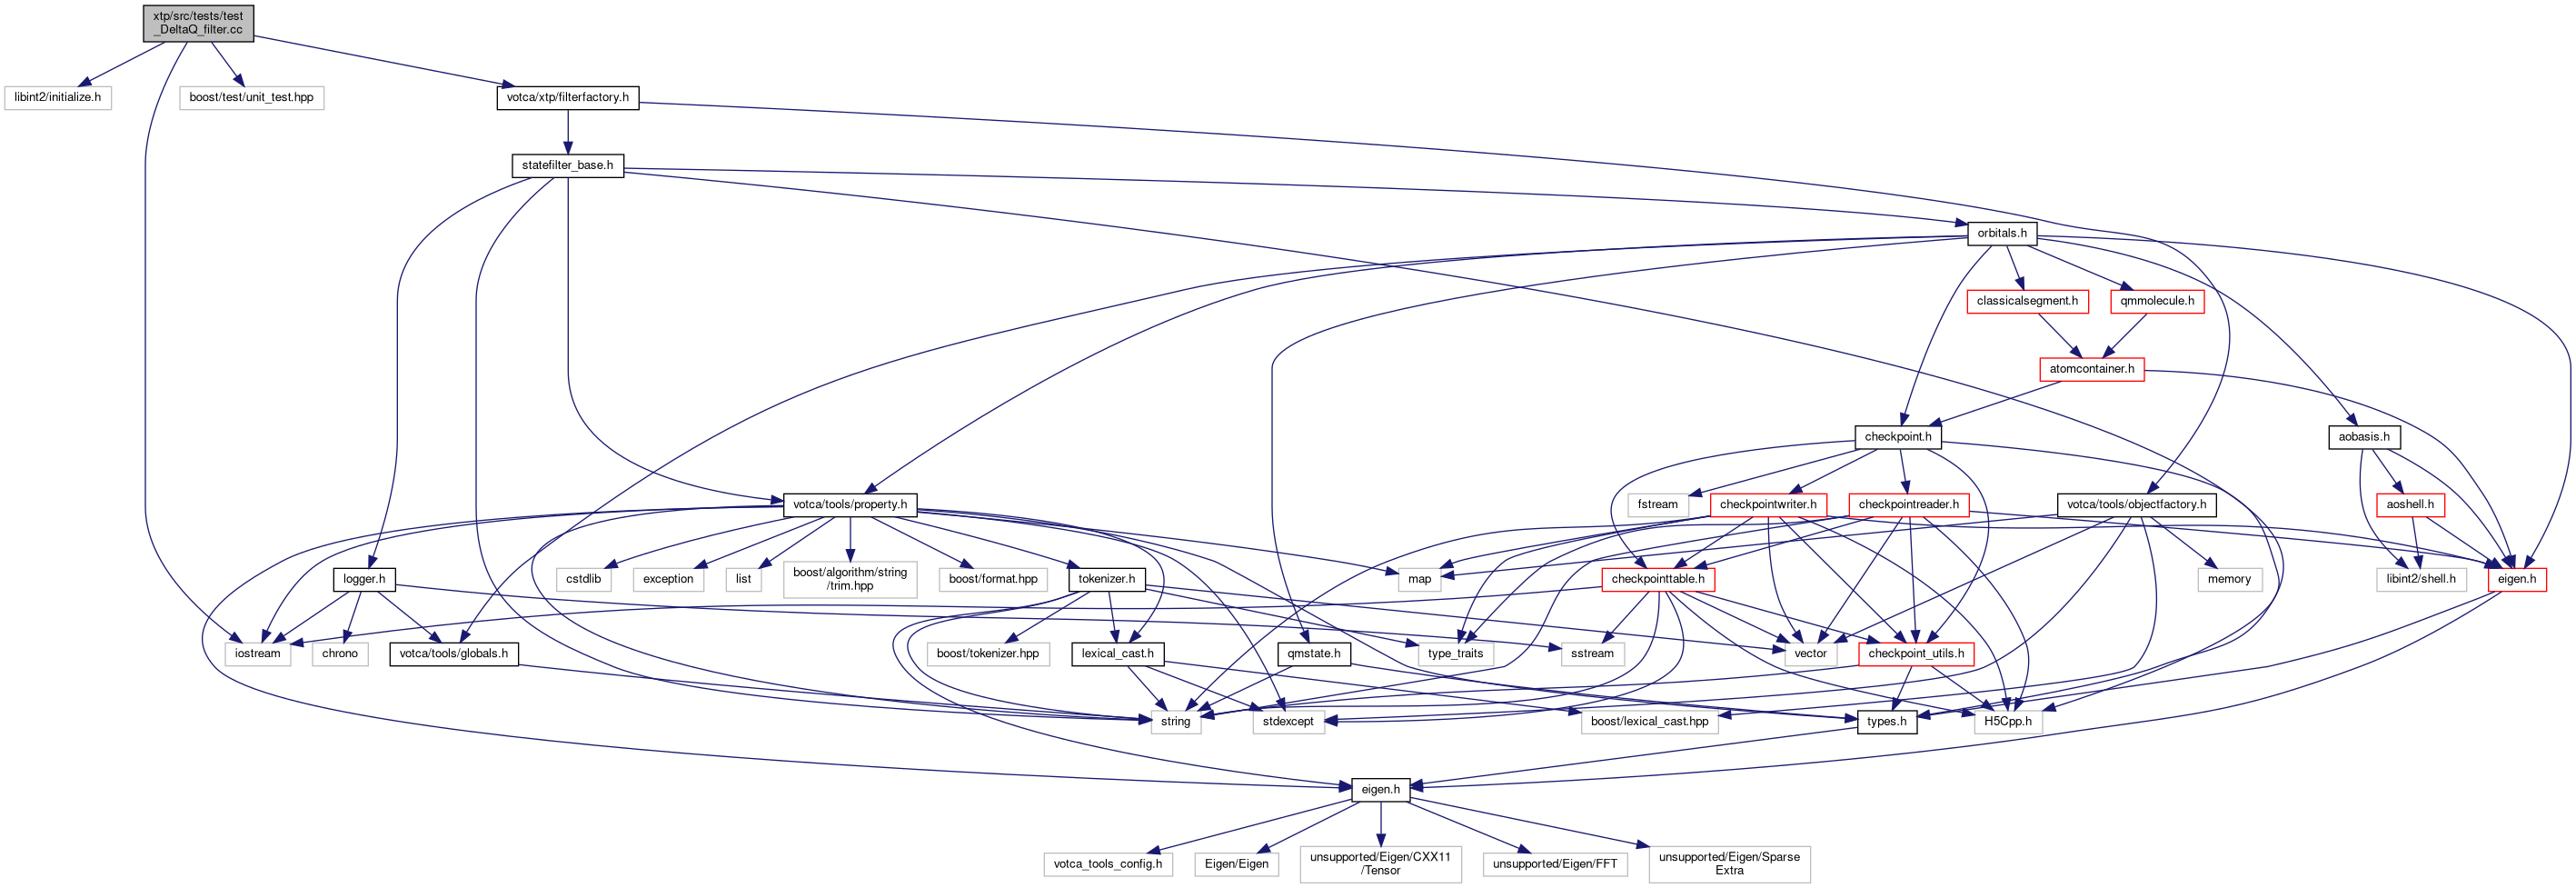 xtp/src/tests/test
_DeltaQ_filter.cc
libint2/initialize.h
boost/test/unit_test.hpp
votca/xtp/filterfactory.h
statefilter_base.h
orbitals.h
classicalsegment.h
qmmolecule.h
atomcontainer.h
checkpoint.h
aobasis.h
votca/tools/property.h
fstream
checkpointwriter.h
checkpointreader.h
votca/tools/objectfactory.h
aoshell.h
logger.h
cstdlib
exception
list
boost/algorithm/string
/trim.hpp
boost/format.hpp
tokenizer.h
map
checkpointtable.h
memory
libint2/shell.h
eigen.h
iostream
chrono
votca/tools/globals.h
boost/tokenizer.hpp
lexical_cast.h
qmstate.h
type_traits
sstream
vector
checkpoint_utils.h
string
stdexcept
boost/lexical_cast.hpp
types.h
H5Cpp.h
eigen.h
votca_tools_config.h
Eigen/Eigen
unsupported/Eigen/CXX11
/Tensor
unsupported/Eigen/FFT
unsupported/Eigen/Sparse
Extra